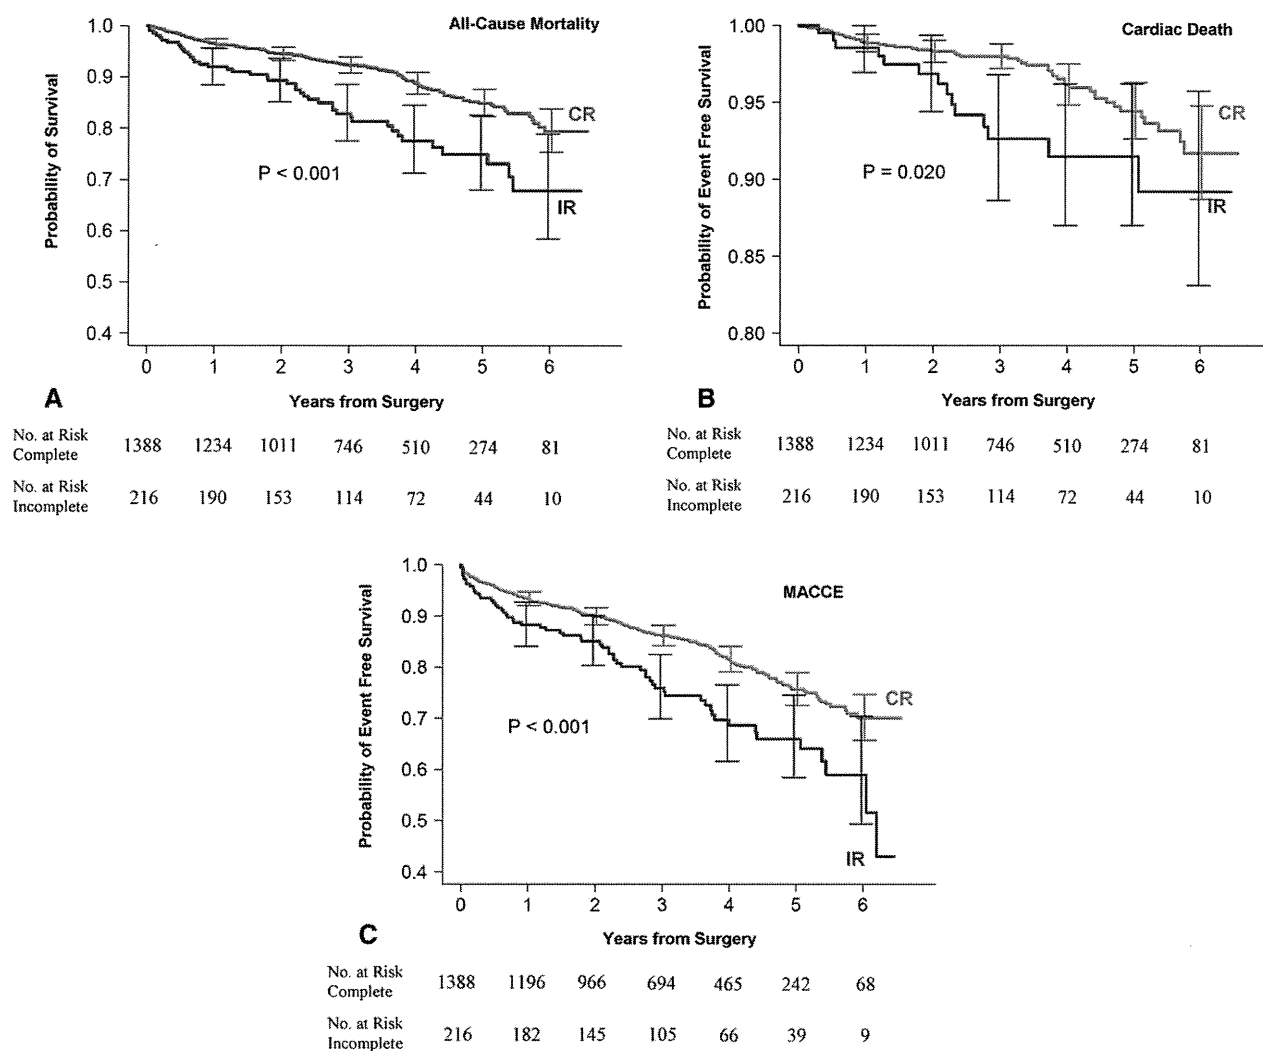 All-Cause Mortality
Probability of Survival
1.0
0.9
0.8
0.7
0.6
0.5
0.4
CR
P < 0.001
IR
0 1 2 3 4 5 6
Years from Surgery
A
No. at Risk
Complete 1388 1234 1011 746 510 274 81
No. at Risk
Incomplete 216 190 153 114 72 44 10
Cardiac Death
Probability of Event Free Survival
1.00
0.95
0.90
0.85
0.80
CR
P = 0.020
IR
0 1 2 3 4 5 6
Years from Surgery
B
No. at Risk
Complete 1388 1234 1011 746 510 274 81
No. at Risk
Incomplete 216 190 153 114 72 44 10
MACCE
Probability of Event Free Survival
1.0
0.9
0.8
0.7
0.6
0.5
0.4
CR
P < 0.001
IR
0 1 2 3 4 5 6
Years from Surgery
C
No. at Risk
Complete 1388 1196 966 694 465 242 68
No. at Risk
Incomplete 216 182 145 105 66 39 9